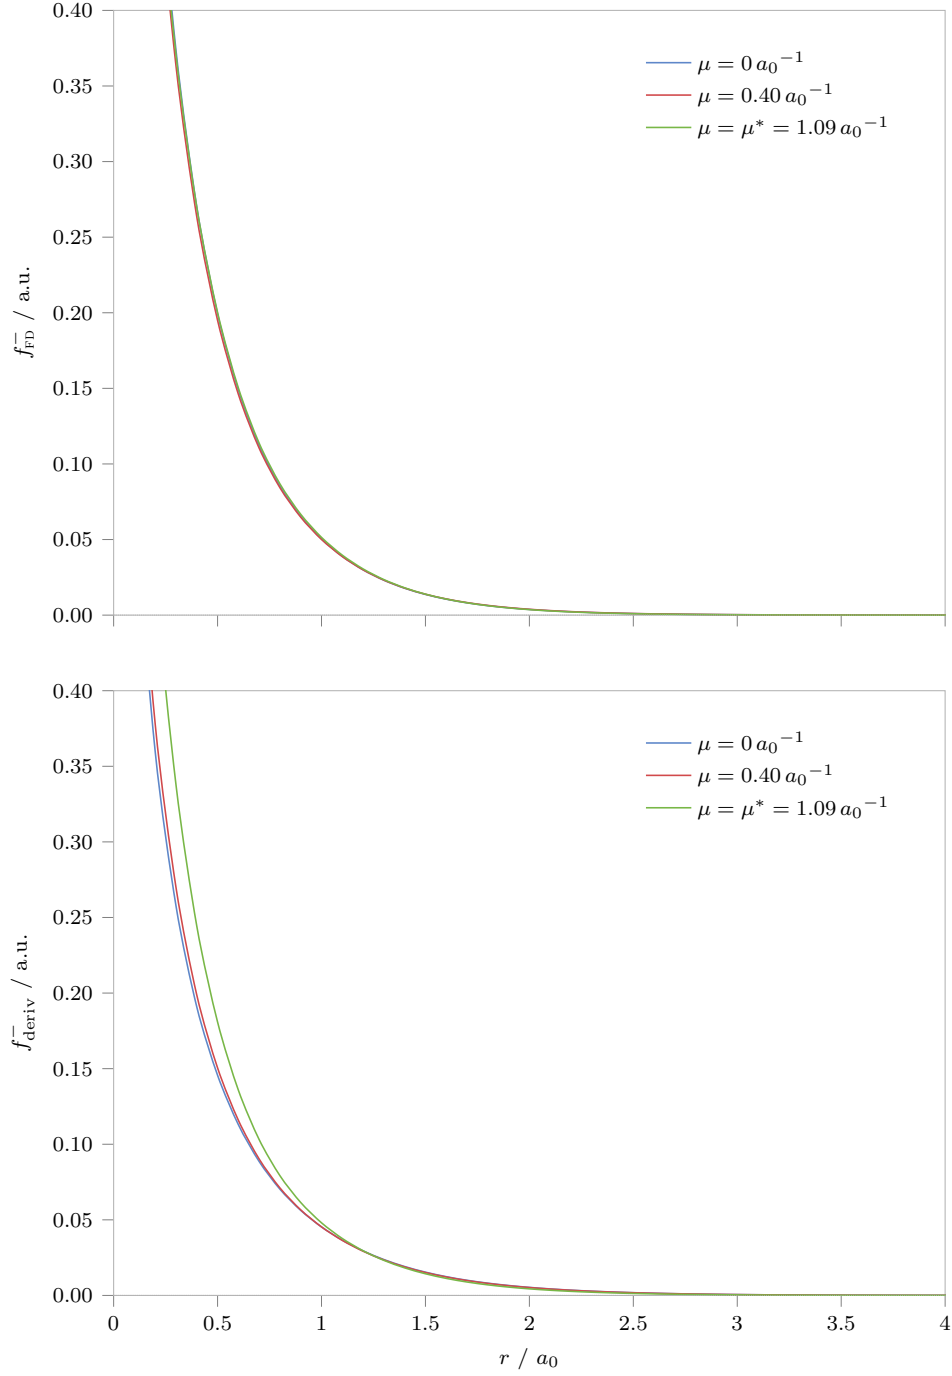 0.40
μ = 0 a₀⁻¹
0.35
μ = 0.40 a₀⁻¹
μ = μ* = 1.09 a₀⁻¹
0.30
0.25
f⁻FD / a.u.
0.20
0.15
0.10
0.05
0.00
0.40
μ = 0 a₀⁻¹
0.35
μ = 0.40 a₀⁻¹
μ = μ* = 1.09 a₀⁻¹
0.30
0.25
f⁻deriv / a.u.
0.20
0.15
0.10
0.05
0.00
0 0.5 1 1.5 2 2.5 3 3.5 4
r / a₀